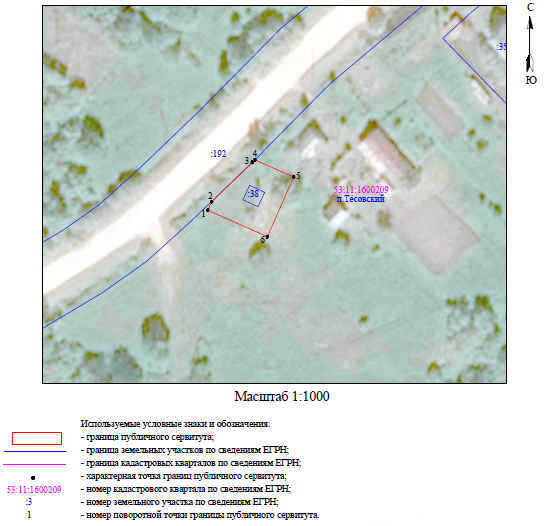 С
Ю
:36
:192
4
3
5
2
:38
1
6
53:11:1600209
п.Тёсовский
Масштаб 1:1000
Используемые условные знаки и обозначения:
- граница публичного сервитута;
- граница земельных участков по сведениям ЕГРН;
- граница кадастровых кварталов по сведениям ЕГРН;
- характерная точка границ публичного сервитута;
53:11:1600209 - номер кадастрового квартала по сведениям ЕГРН;
:3 - номер земельного участка по сведениям ЕГРН;
1 - номер поворотной точки границы публичного сервитута.